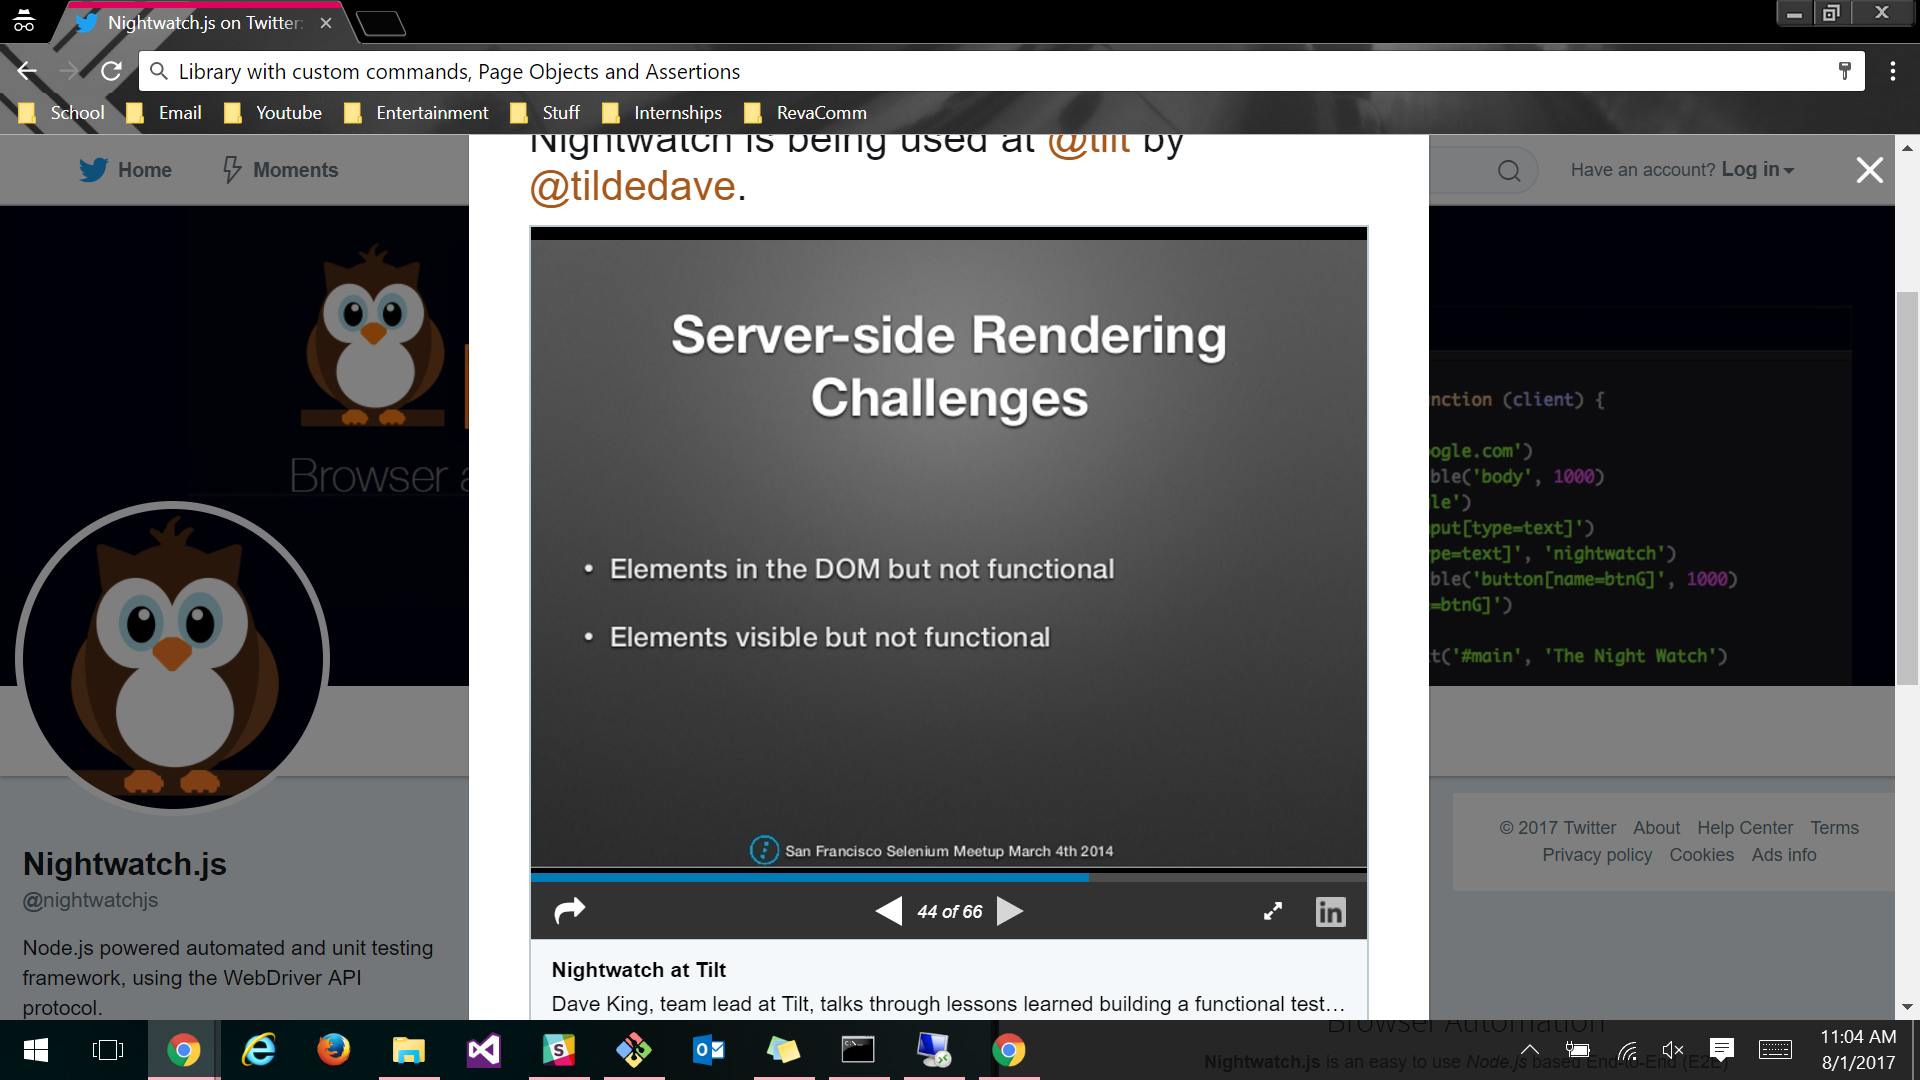 Nightwatch.js on Twitter:
Library with custom commands, Page Objects and Assertions
School Email Youtube Entertainment Stuff Internships RevaComm
Home Moments
Have an account? Log in
Nightwatch is being used at @tilt by
@tildedave.
Server-side Rendering
Challenges
• Elements in the DOM but not functional
• Elements visible but not functional
San Francisco Selenium Meetup March 4th 2014
44 of 66
in
Nightwatch at Tilt
Dave King, team lead at Tilt, talks through lessons learned building a functional test…
Browser a
nction (client) {
ogle.com')
ble('body', 1000)
le')
put[type=text]')
pe=text]', 'nightwatch')
ble('button[name=btnG]', 1000)
=btnG]')
t('#main', 'The Night Watch')
Nightwatch.js
@nightwatchjs
Node.js powered automated and unit testing
framework, using the WebDriver API
protocol.
© 2017 Twitter About Help Center Terms
Privacy policy Cookies Ads info
Browser Automation
Nightwatch.js is an easy to use Node.js based End-to-End (E2E)
11:04 AM
8/1/2017